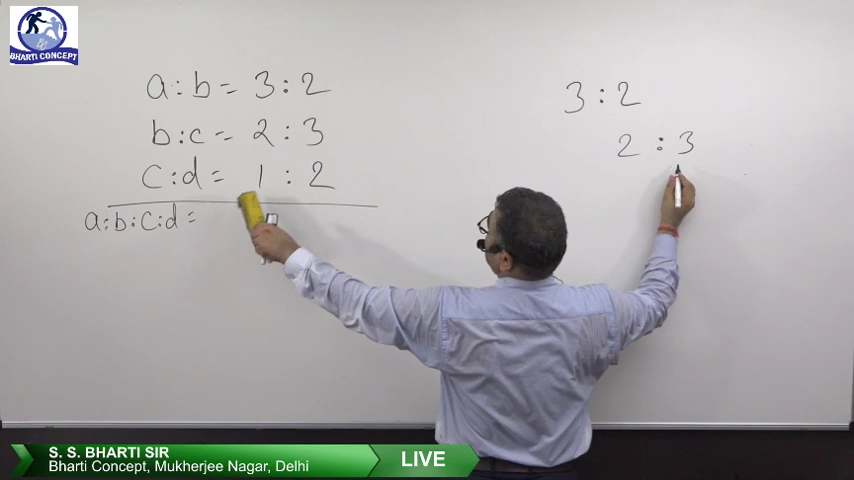 BHARTI CONCEPT
a:b= 3:2
b:c= 2:3
c:d= 1:2
a:b:c:d=
3:2
2:3
S. S. BHARTI SIR
Bharti Concept, Mukherjee Nagar, Delhi
LIVE